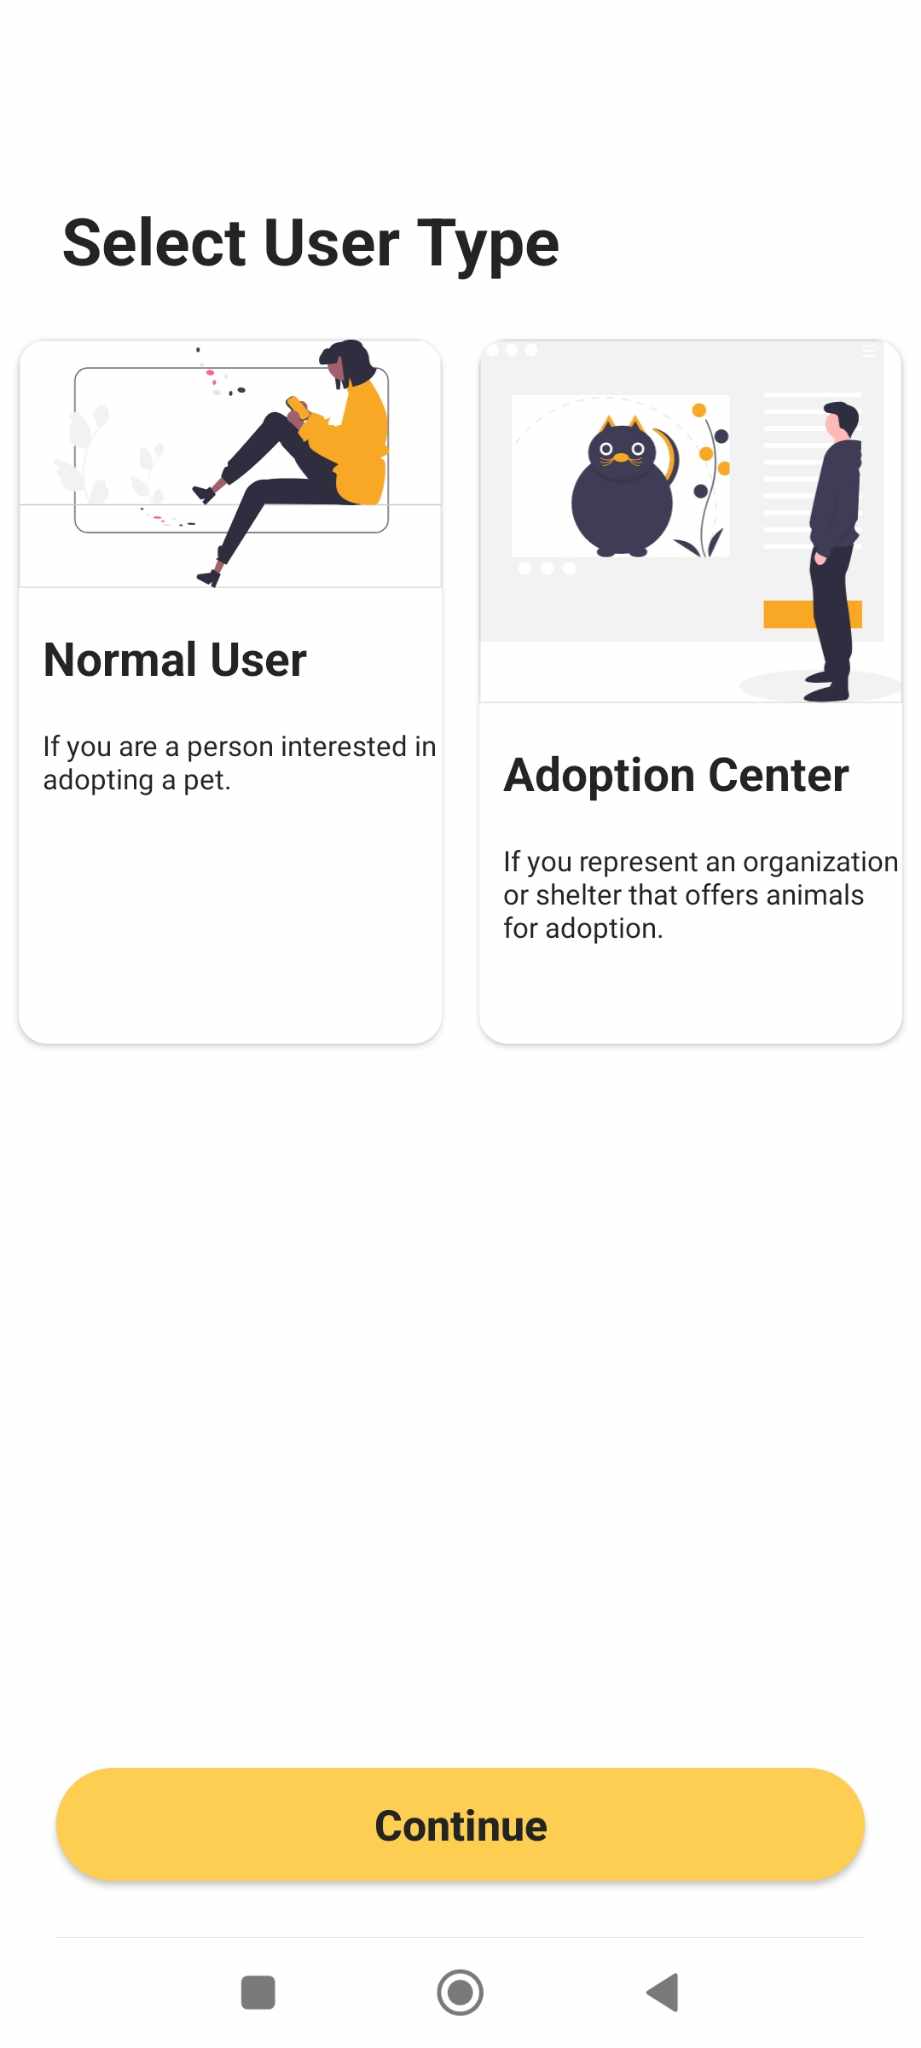 Select User Type
Normal User
If you are a person interested in
adopting a pet.
Adoption Center
If you represent an organization
or shelter that offers animals
for adoption.
Continue